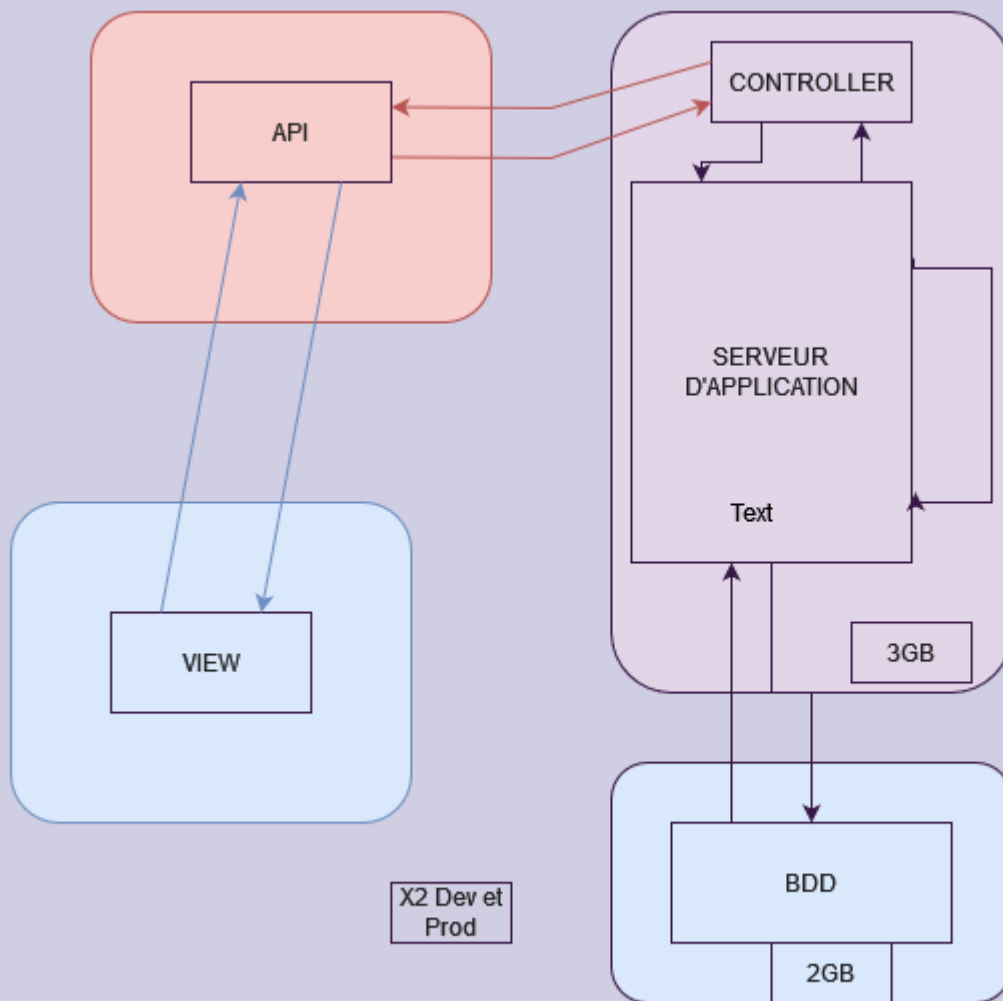 CONTROLLER
API
SERVEUR
D'APPLICATION
Text
3GB
VIEW
BDD
X2 Dev et
Prod
2GB